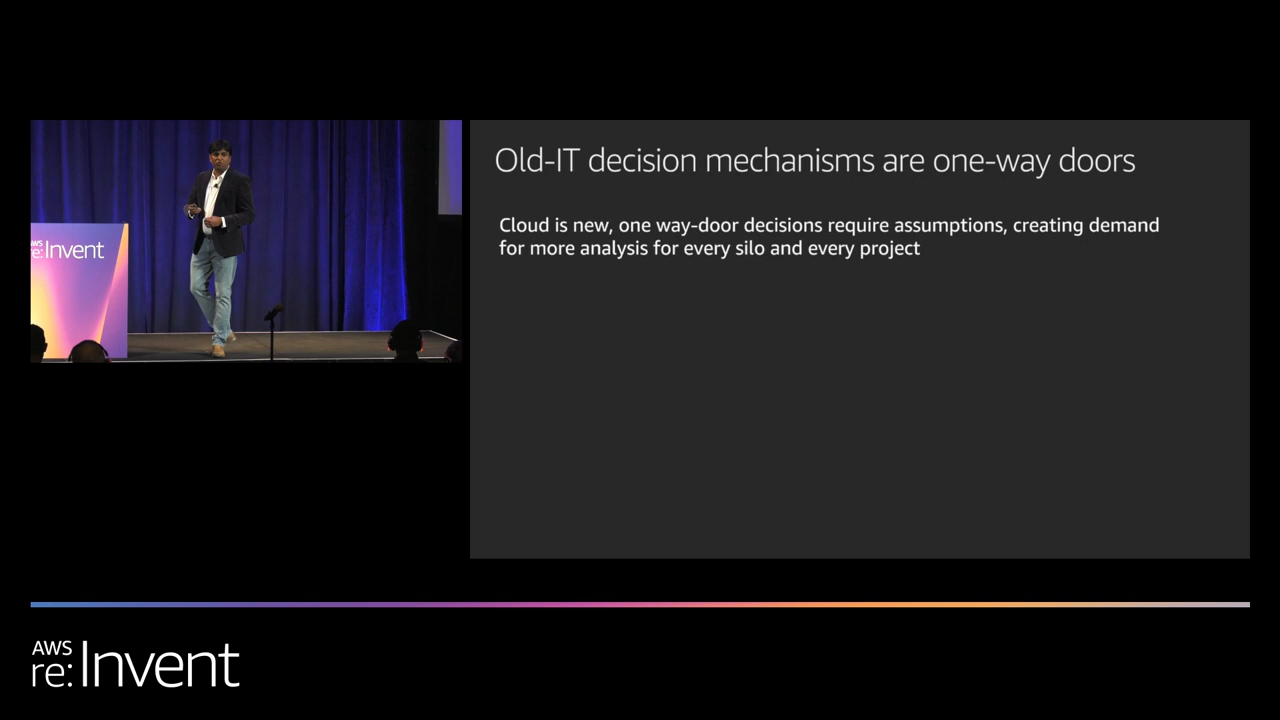 Old-IT decision mechanisms are one-way doors
Cloud is new, one way-door decisions require assumptions, creating demand
for more analysis for every silo and every project
aws
re:Invent
AWS
re:Invent